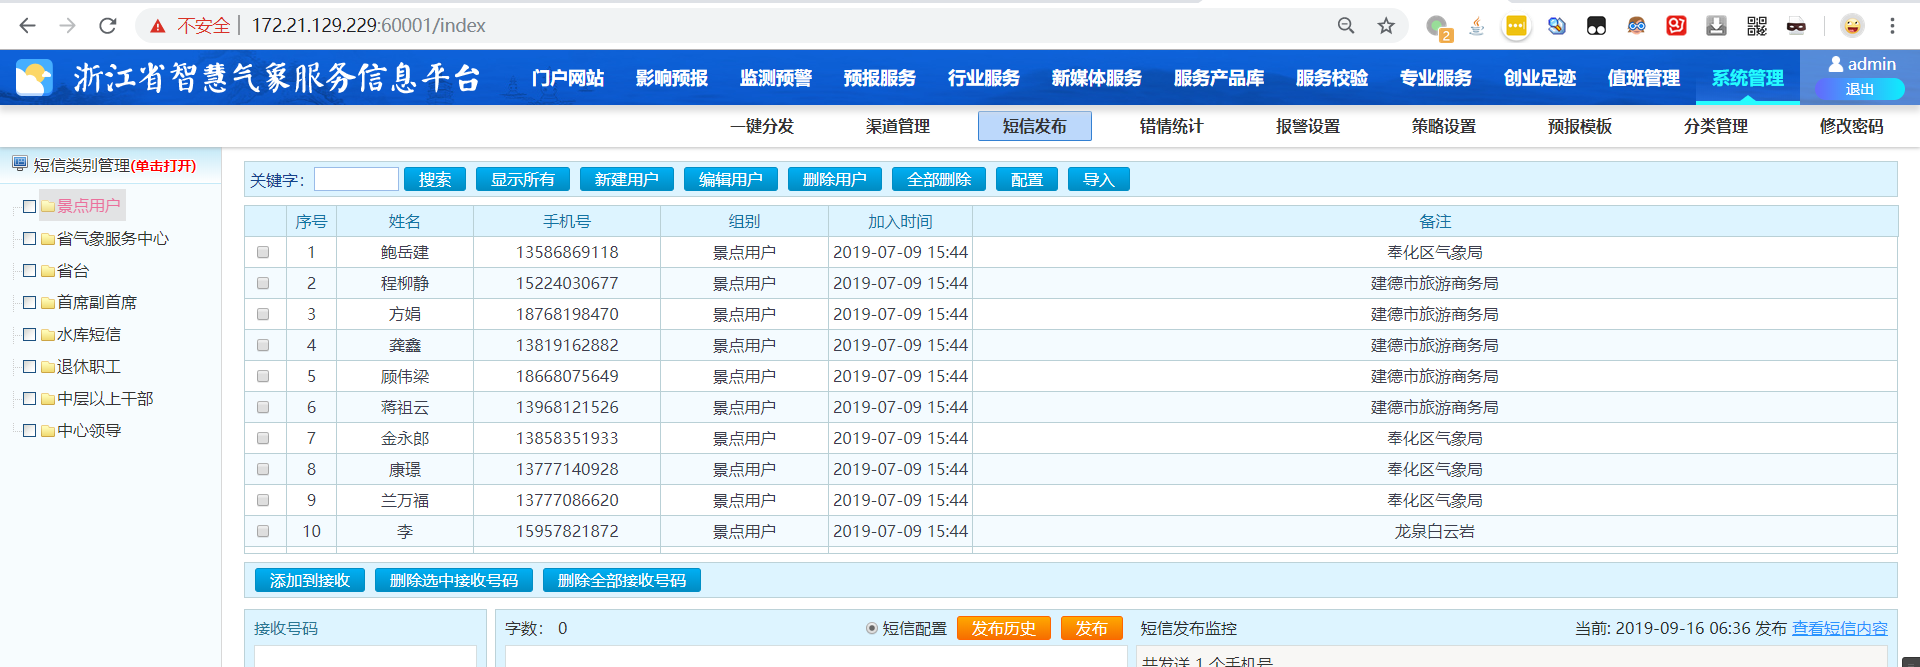 不安全 | 172.21.129.229:60001/index
2
浙江省智慧气象服务信息平台 门户网站 影响预报 监测预警 预报服务 行业服务 新媒体服务 服务产品库 服务校验 专业服务 创业足迹 值班管理 系统管理 admin
退出
一键分发 渠道管理 短信发布 错情统计 报警设置 策略设置 预报模板 分类管理 修改密码
短信类别管理(单击打开)
景点用户
省气象服务中心
省台
首席副首席
水库短信
退休职工
中层以上干部
中心领导
关键字： 搜索 显示所有 新建用户 编辑用户 删除用户 全部删除 配置 导入
序号 姓名 手机号 组别 加入时间 备注
1 鲍岳建 13586869118 景点用户 2019-07-09 15:44 奉化区气象局
2 程柳静 15224030677 景点用户 2019-07-09 15:44 建德市旅游商务局
3 方娟 18768198470 景点用户 2019-07-09 15:44 建德市旅游商务局
4 龚鑫 13819162882 景点用户 2019-07-09 15:44 建德市旅游商务局
5 顾伟梁 18668075649 景点用户 2019-07-09 15:44 建德市旅游商务局
6 蒋祖云 13968121526 景点用户 2019-07-09 15:44 建德市旅游商务局
7 金永郎 13858351933 景点用户 2019-07-09 15:44 奉化区气象局
8 康璟 13777140928 景点用户 2019-07-09 15:44 奉化区气象局
9 兰万福 13777086620 景点用户 2019-07-09 15:44 奉化区气象局
10 李 15957821872 景点用户 2019-07-09 15:44 龙泉白云岩
添加到接收 删除选中接收号码 删除全部接收号码
接收号码
字数： 0 短信配置 发布历史 发布
短信发布监控 当前: 2019-09-16 06:36 发布 查看短信内容
共发送 1 个手机号